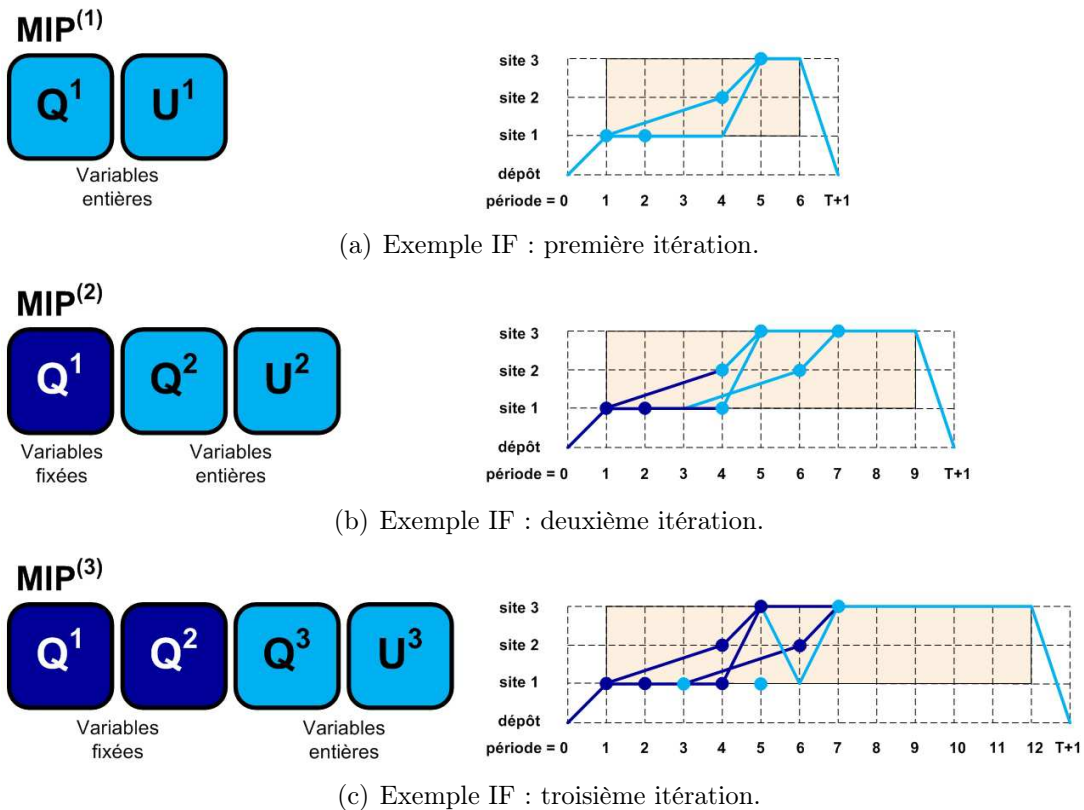 MIP(1)
Q1 U1
Variables
entières
site 3
site 2
site 1
dépôt
période = 0 1 2 3 4 5 6 T+1
(a) Exemple IF : première itération.
MIP(2)
Q1 Q2 U2
Variables
fixées
Variables
entières
site 3
site 2
site 1
dépôt
période = 0 1 2 3 4 5 6 7 8 9 T+1
(b) Exemple IF : deuxième itération.
MIP(3)
Q1 Q2 Q3 U3
Variables
fixées
Variables
entières
site 3
site 2
site 1
dépôt
période = 0 1 2 3 4 5 6 7 8 9 10 11 12 T+1
(c) Exemple IF : troisième itération.